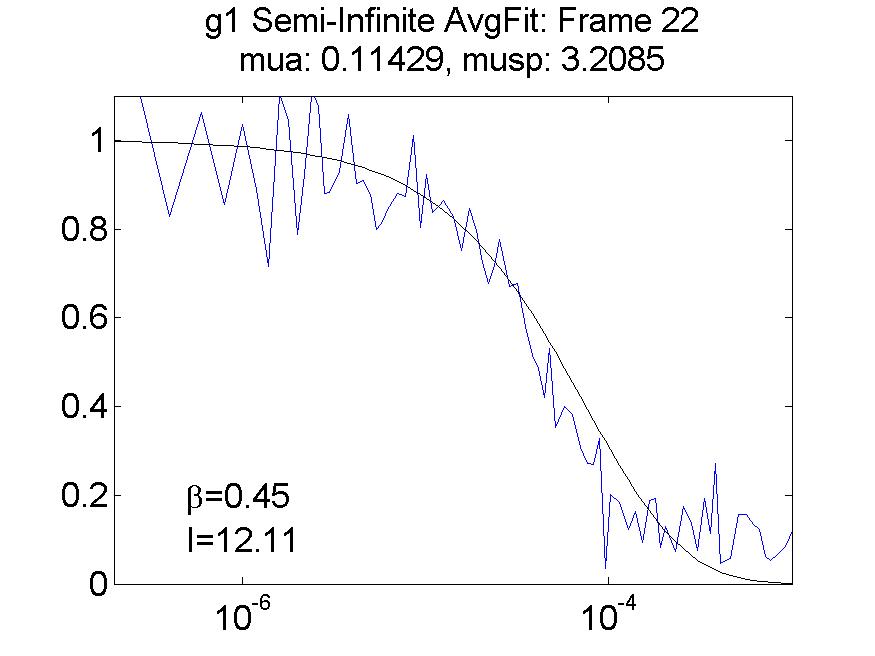 g1 Semi-Infinite AvgFit: Frame 22
mua: 0.11429, musp: 3.2085
1
0.8
0.6
0.4
0.2
0
β=0.45
I=12.11
10^-6
10^-4